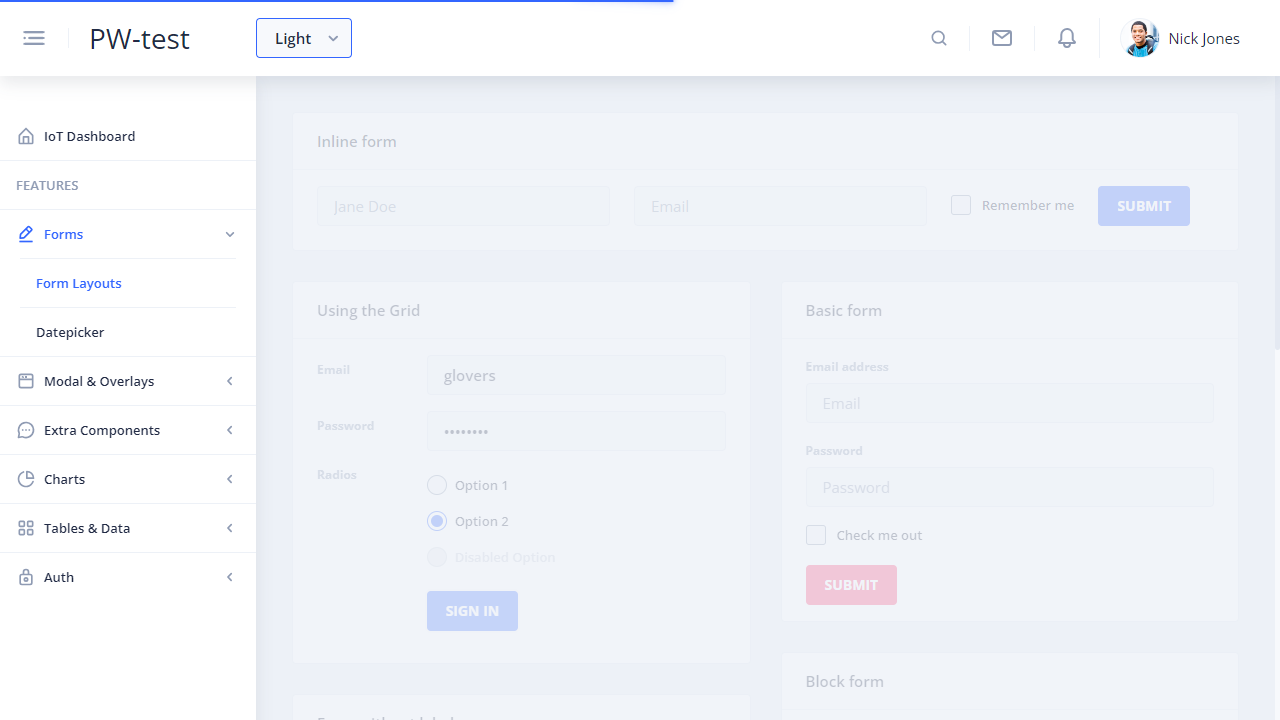 PW-test
Light
Nick Jones
IoT Dashboard
FEATURES
Forms
Form Layouts
Datepicker
Modal & Overlays
Extra Components
Charts
Tables & Data
Auth
Inline form
Jane Doe
Email
Remember me
SUBMIT
Using the Grid
Email
glovers
Password
••••••••
Radios
Option 1
Option 2
Disabled Option
SIGN IN
Basic form
Email address
Email
Password
Password
Check me out
SUBMIT
Block form